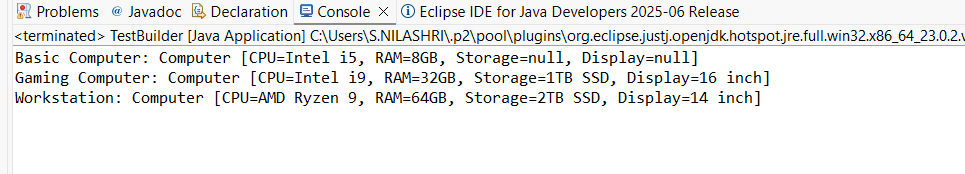 Problems @ Javadoc Declaration Console × Eclipse IDE for Java Developers 2025-06 Release
<terminated> TestBuilder [Java Application] C:\Users\S.NILASHRI\.p2\pool\plugins\org.eclipse.justj.openjdk.hotspot.jre.full.win32.x86_64_23.0.2.v
Basic Computer: Computer [CPU=Intel i5, RAM=8GB, Storage=null, Display=null]
Gaming Computer: Computer [CPU=Intel i9, RAM=32GB, Storage=1TB SSD, Display=16 inch]
Workstation: Computer [CPU=AMD Ryzen 9, RAM=64GB, Storage=2TB SSD, Display=14 inch]